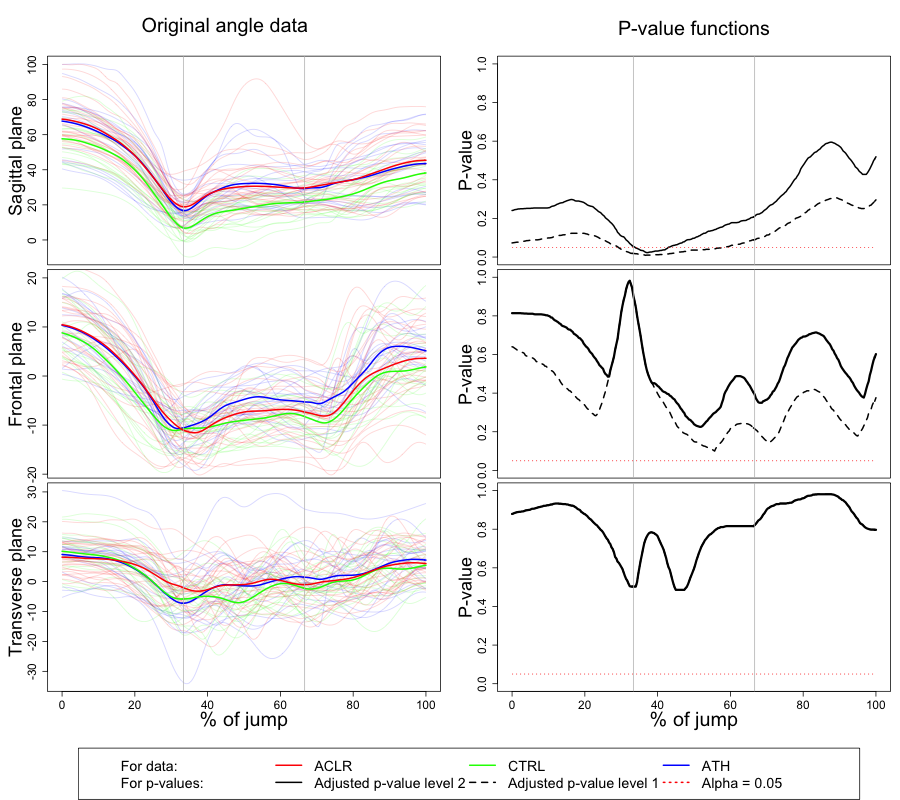 Original angle data
P-value functions
Sagittal plane
0 20 40 60 80 100
P-value
0.0 0.2 0.4 0.6 0.8 1.0
Frontal plane
-20 -10 0 10 20
P-value
0.0 0.2 0.4 0.6 0.8 1.0
Transverse plane
-30 -20 -10 0 10 20 30
P-value
0.0 0.2 0.4 0.6 0.8 1.0
0 20 40 60 80 100
0 20 40 60 80 100
% of jump
% of jump
For data: ACLR CTRL ATH
For p-values: Adjusted p-value level 2 Adjusted p-value level 1 Alpha = 0.05